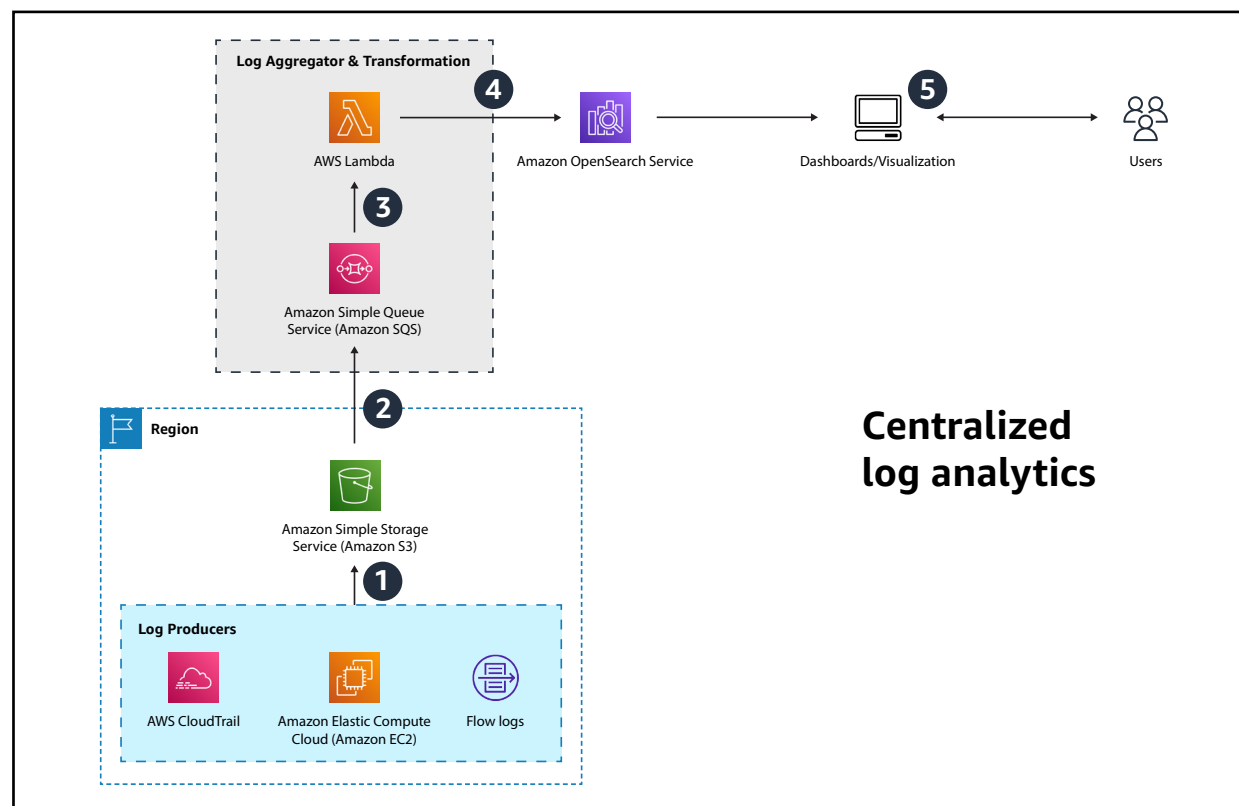 Log Aggregator & Transformation
4
5
AWS Lambda
Amazon OpenSearch Service
Dashboards/Visualization
Users
3
Amazon Simple Queue
Service (Amazon SQS)
2
Region
Centralized
log analytics
Amazon Simple Storage
Service (Amazon S3)
1
Log Producers
AWS CloudTrail
Amazon Elastic Compute
Cloud (Amazon EC2)
Flow logs